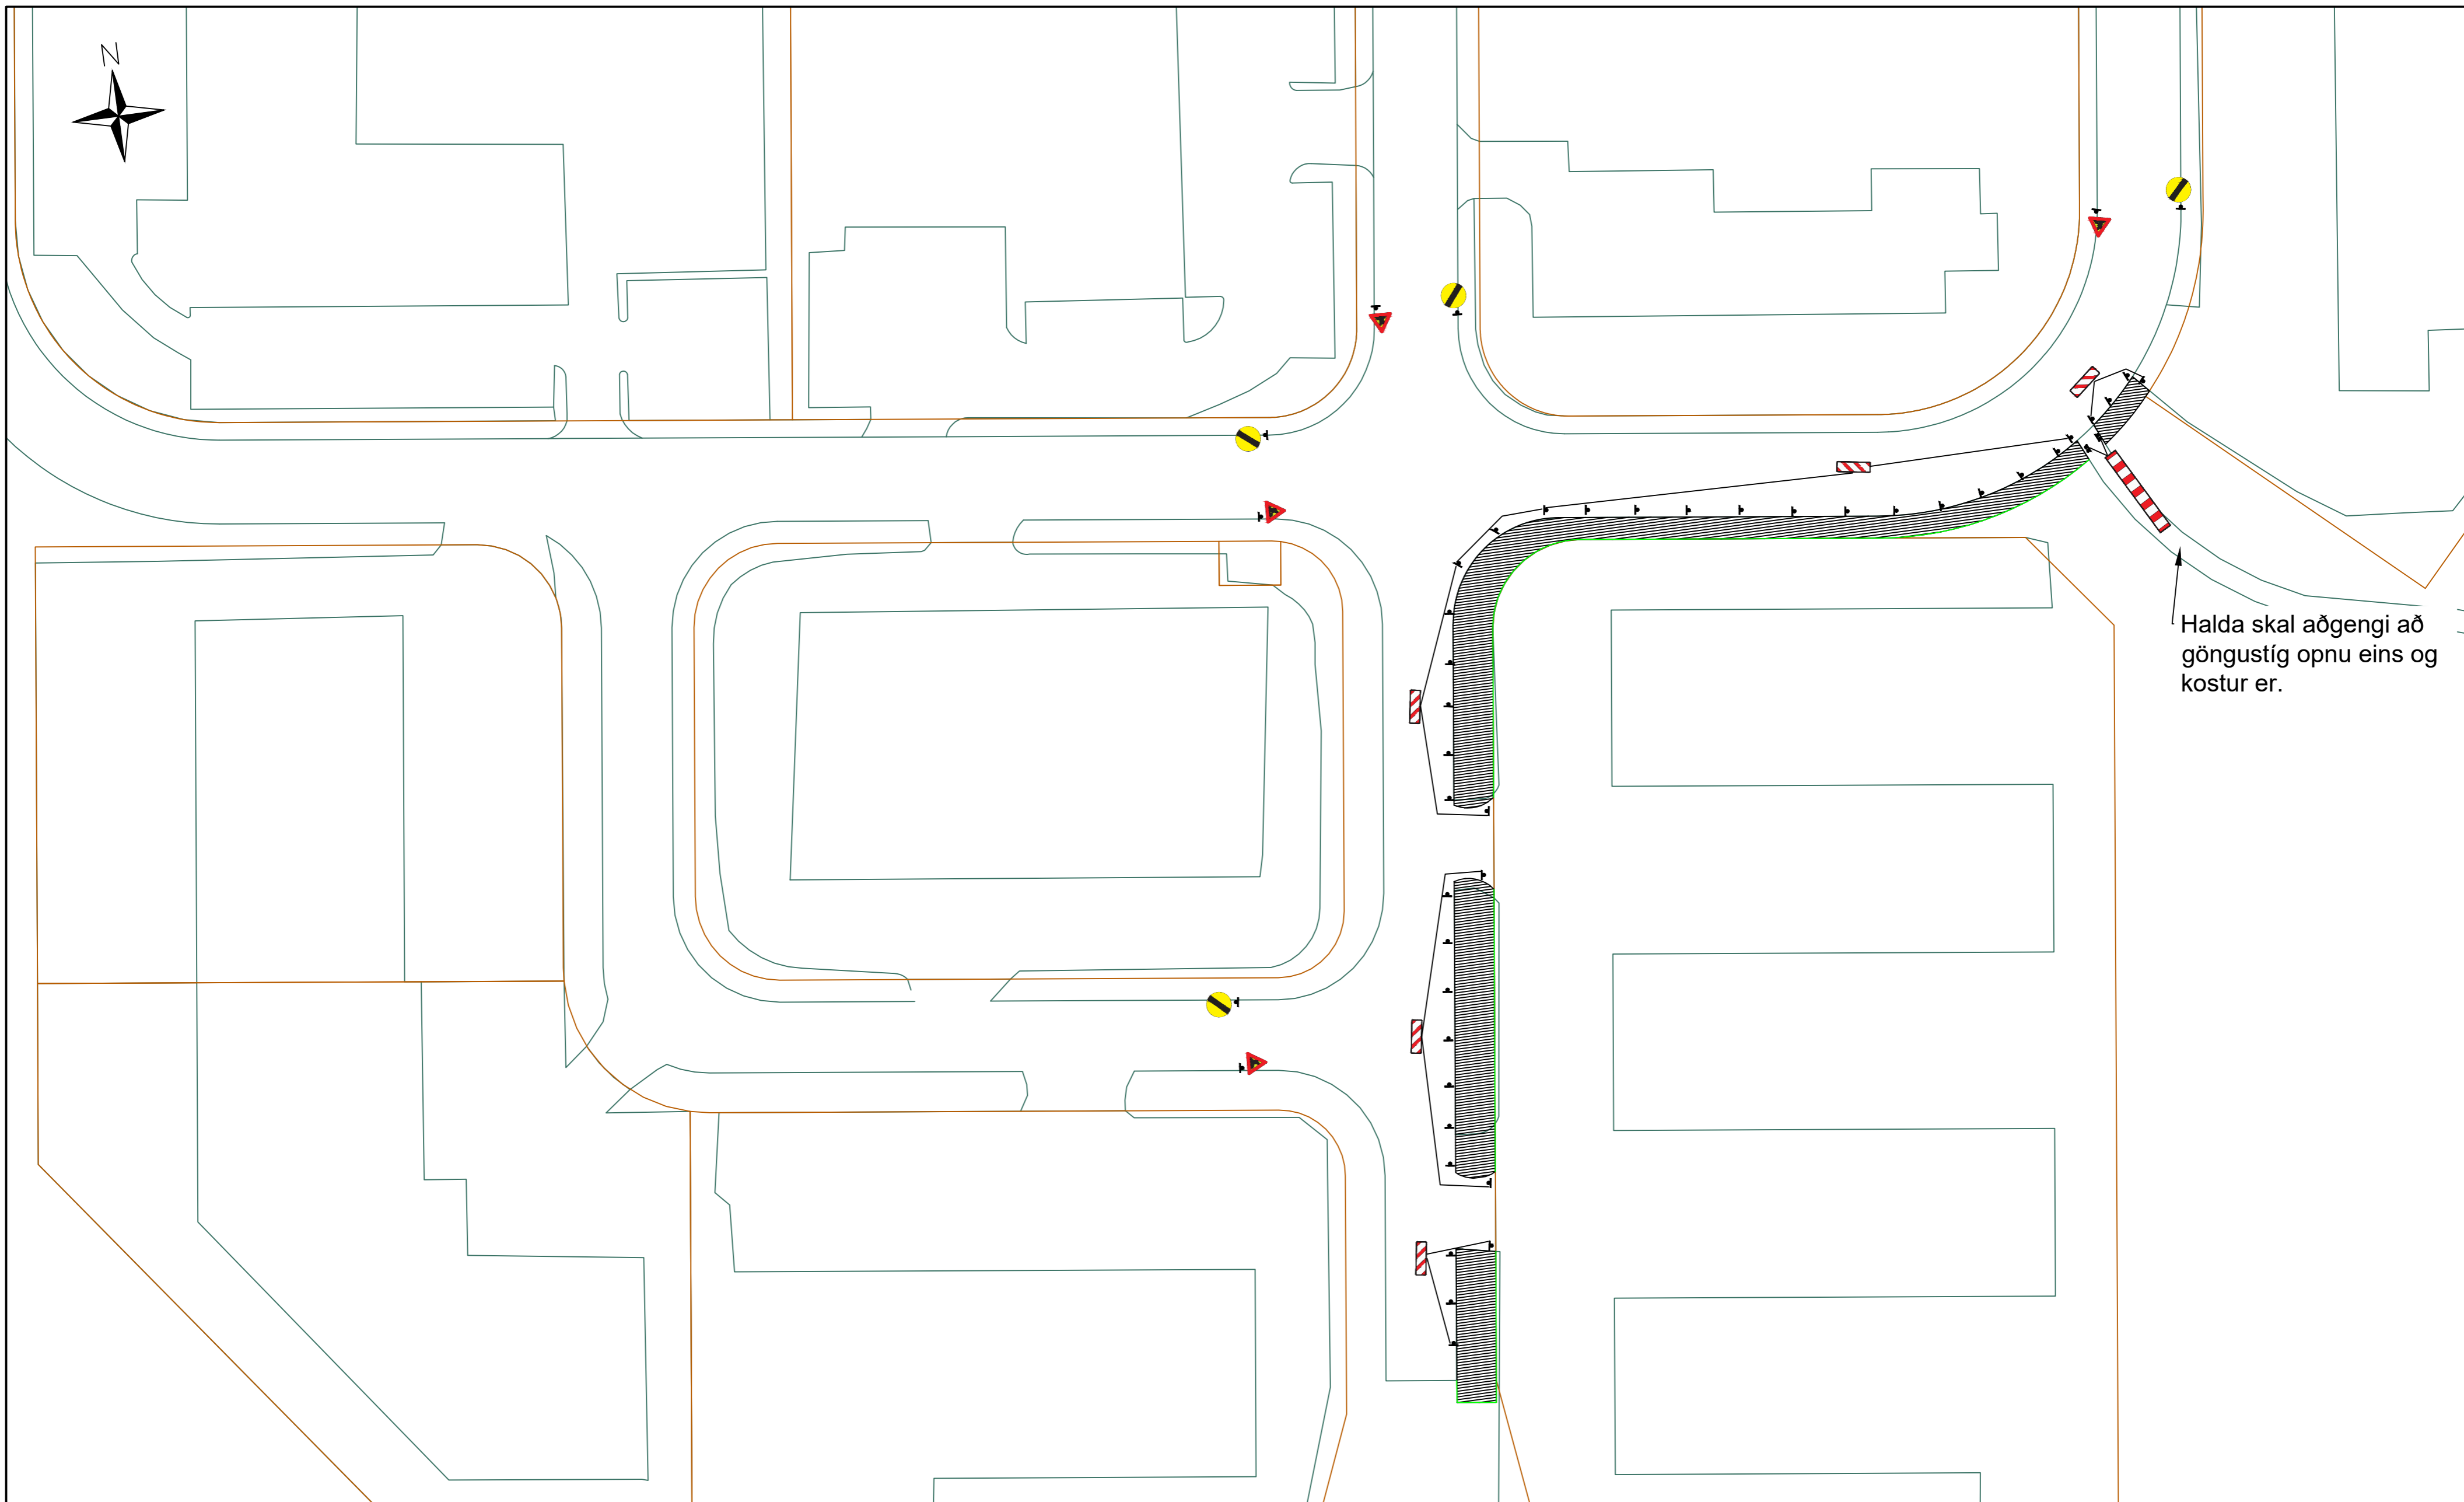 N
Halda skal aðgengi að
göngustíg opnu eins og
kostur er.